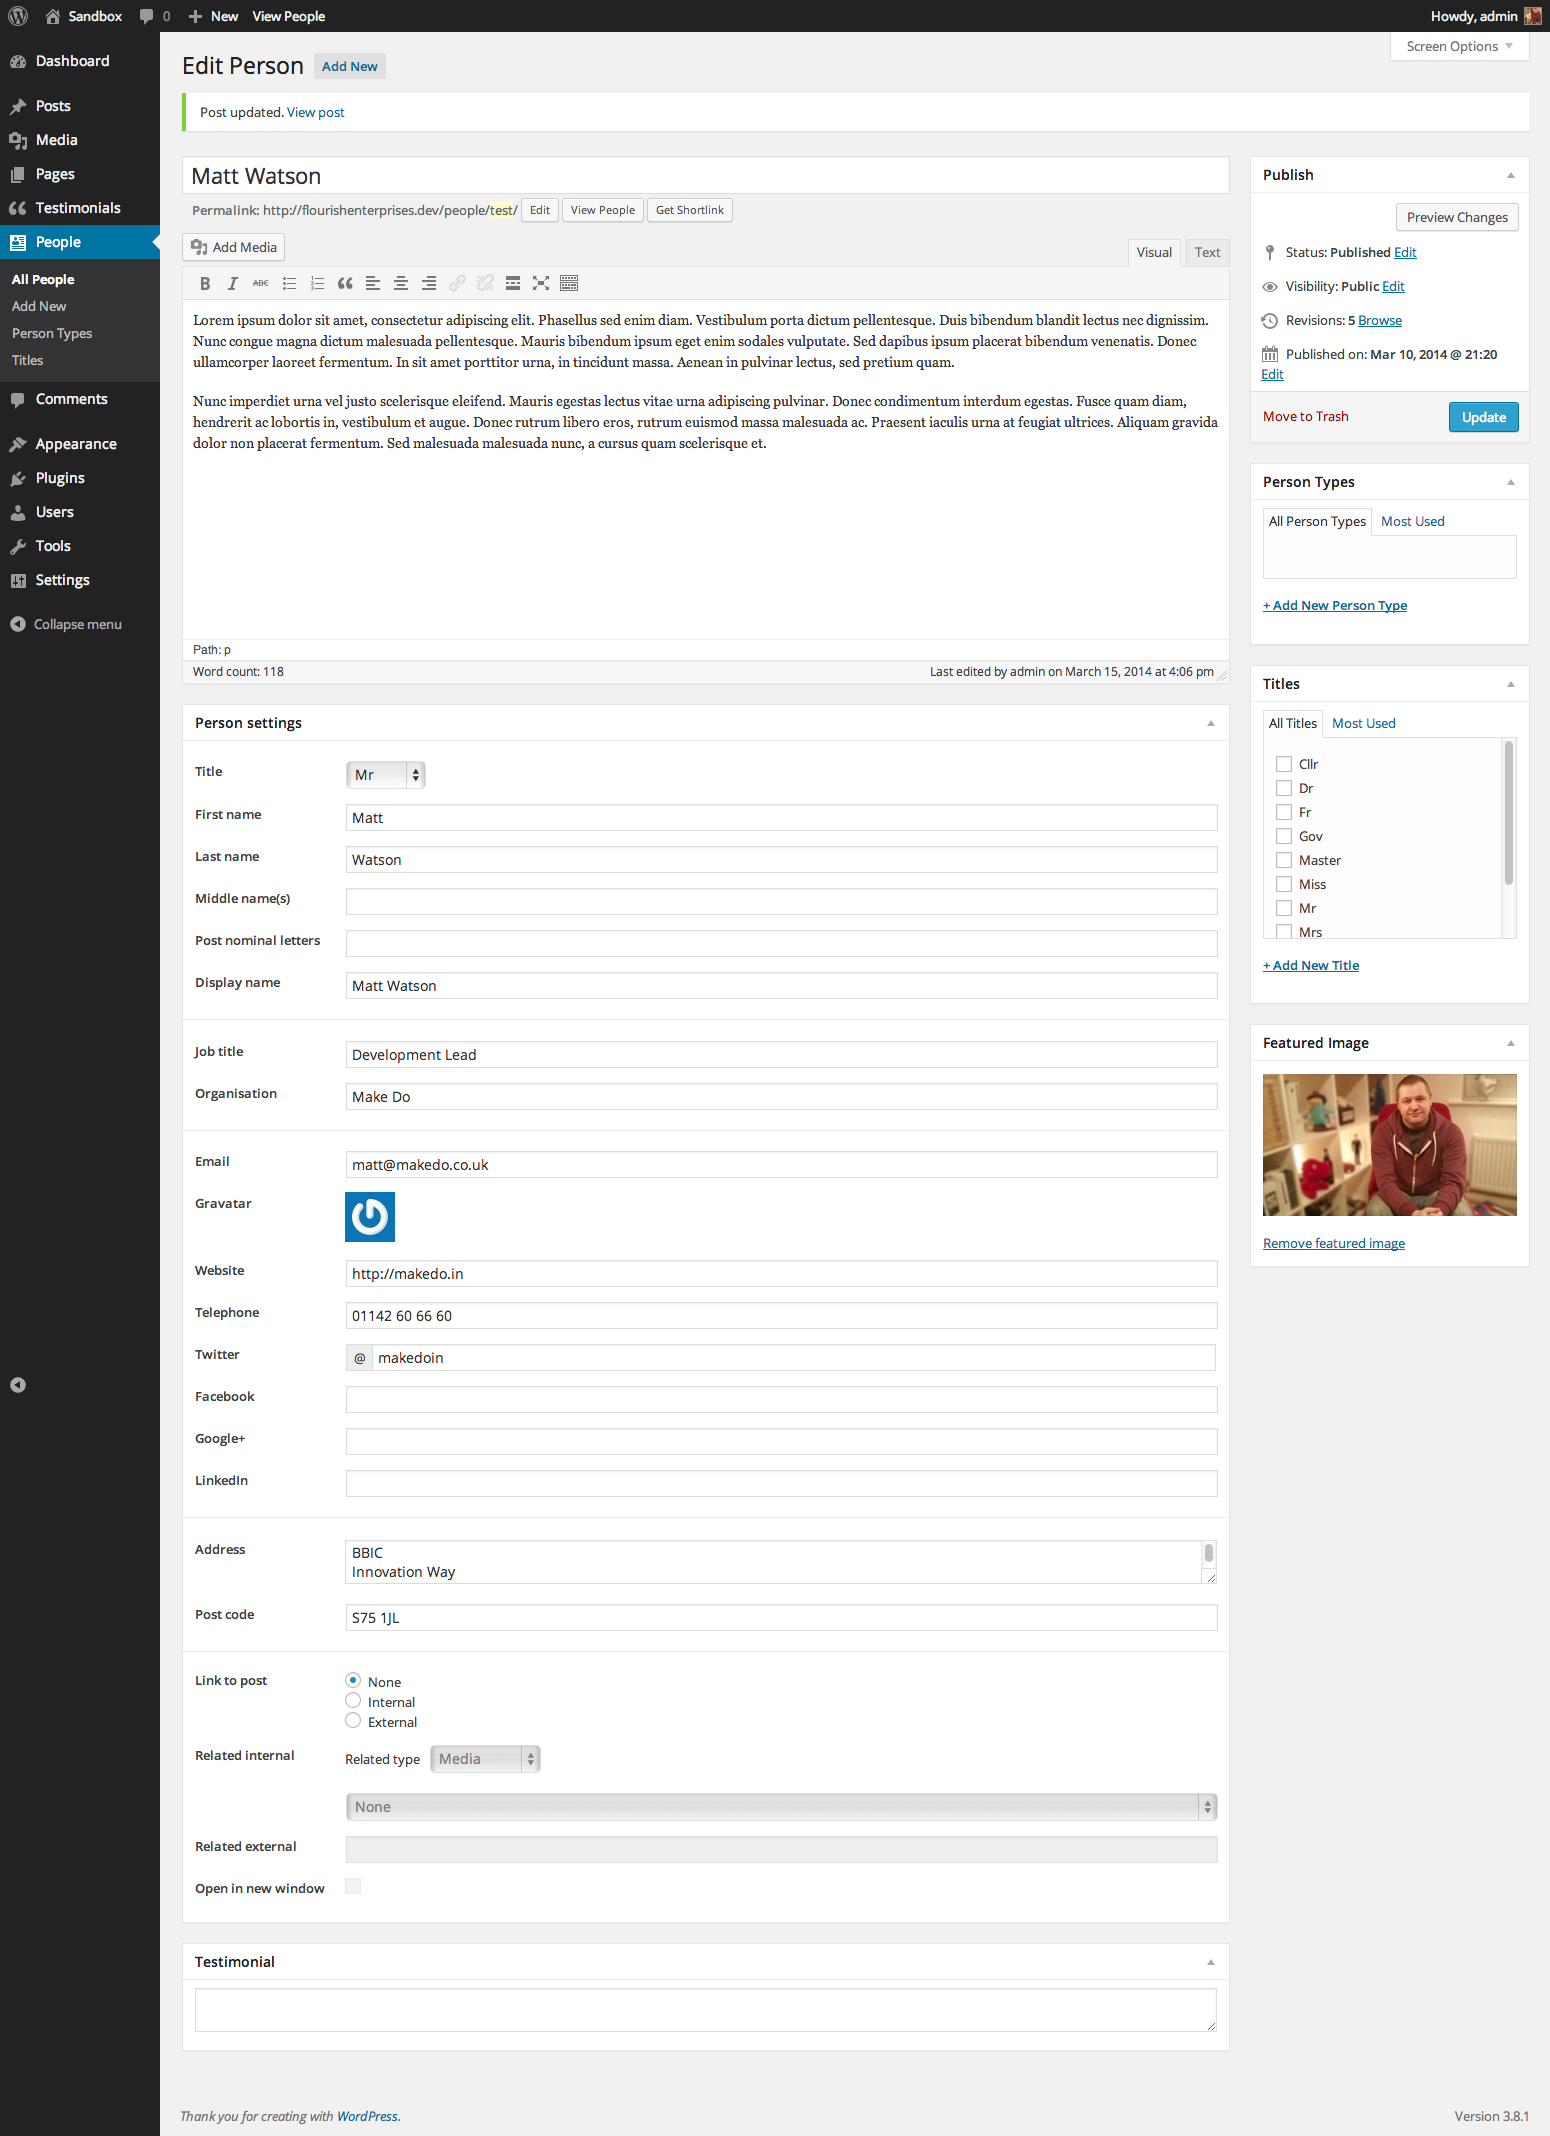 Sandbox 0 New View People Howdy, admin
Screen Options
Dashboard
Posts
Media
Pages
Testimonials
People
All People
Add New
Person Types
Titles
Comments
Appearance
Plugins
Users
Tools
Settings
Collapse menu
Edit Person Add New
Post updated. View post
Matt Watson
Permalink: http://flourishenterprises.dev/people/test/ Edit View People Get Shortlink
Add Media Visual Text
B I ABC
Lorem ipsum dolor sit amet, consectetur adipiscing elit. Phasellus sed enim diam. Vestibulum porta dictum pellentesque. Duis bibendum blandit lectus nec dignissim.
Nunc congue magna dictum malesuada pellentesque. Mauris bibendum ipsum eget enim sodales vulputate. Sed dapibus ipsum placerat bibendum venenatis. Donec
ullamcorper laoreet fermentum. In sit amet porttitor urna, in tincidunt massa. Aenean in pulvinar lectus, sed pretium quam.
Nunc imperdiet urna vel justo scelerisque eleifend. Mauris egestas lectus vitae urna adipiscing pulvinar. Donec condimentum interdum egestas. Fusce quam diam,
hendrerit ac lobortis in, vestibulum et augue. Donec rutrum libero eros, rutrum euismod massa malesuada ac. Praesent iaculis urna at feugiat ultrices. Aliquam gravida
dolor non placerat fermentum. Sed malesuada malesuada nunc, a cursus quam scelerisque et.
Path: p
Word count: 118 Last edited by admin on March 15, 2014 at 4:06 pm
Person settings
Title Mr
First name Matt
Last name Watson
Middle name(s)
Post nominal letters
Display name Matt Watson
Job title Development Lead
Organisation Make Do
Email matt@makedo.co.uk
Gravatar
Website http://makedo.in
Telephone 01142 60 66 60
Twitter @ makedoin
Facebook
Google+
LinkedIn
Address BBIC
Innovation Way
Post code S75 1JL
Link to post None
Internal
External
Related internal Related type Media
None
Related external
Open in new window
Testimonial
Publish
Preview Changes
Status: Published Edit
Visibility: Public Edit
Revisions: 5 Browse
Published on: Mar 10, 2014 @ 21:20
Edit
Move to Trash Update
Person Types
All Person Types Most Used
+ Add New Person Type
Titles
All Titles Most Used
Cllr
Dr
Fr
Gov
Master
Miss
Mr
Mrs
+ Add New Title
Featured Image
Remove featured image
Thank you for creating with WordPress. Version 3.8.1